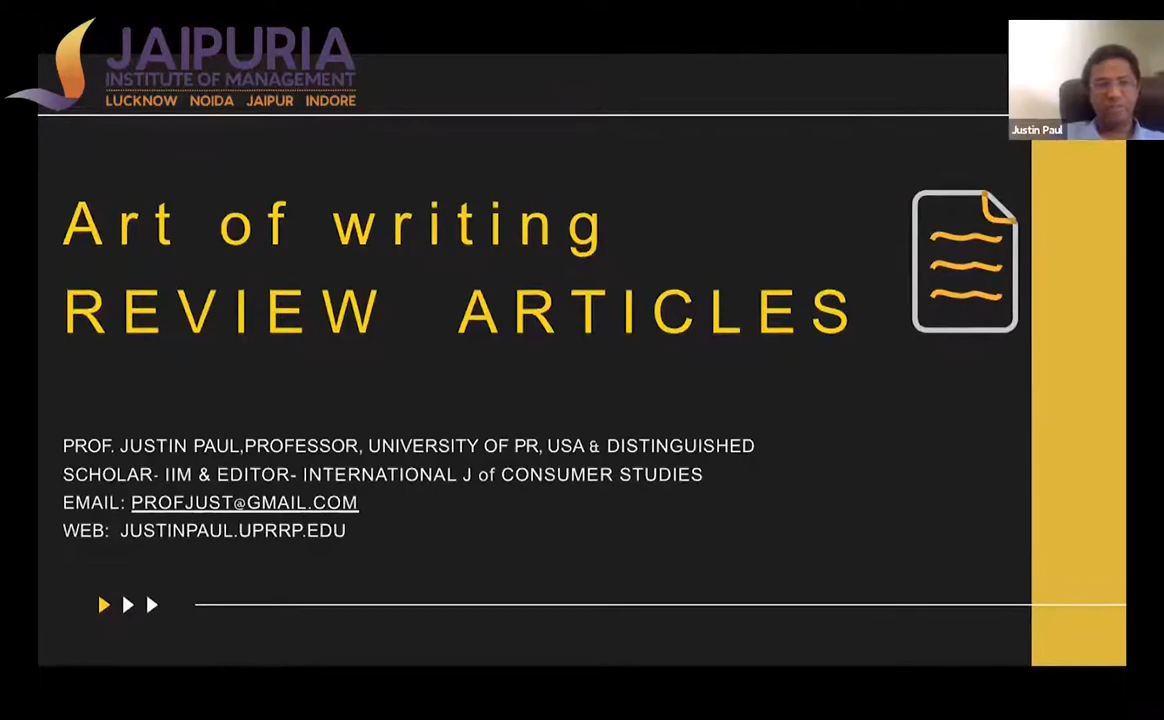 JAIPURIA
INSTITUTE OF MANAGEMENT
LUCKNOW NOIDA JAIPUR INDORE
Justin Paul
Art of writing
REVIEW ARTICLES
PROF. JUSTIN PAUL,PROFESSOR, UNIVERSITY OF PR, USA & DISTINGUISHED
SCHOLAR- IIM & EDITOR- INTERNATIONAL J of CONSUMER STUDIES
EMAIL: PROFJUST@GMAIL.COM
WEB: JUSTINPAUL.UPRRP.EDU